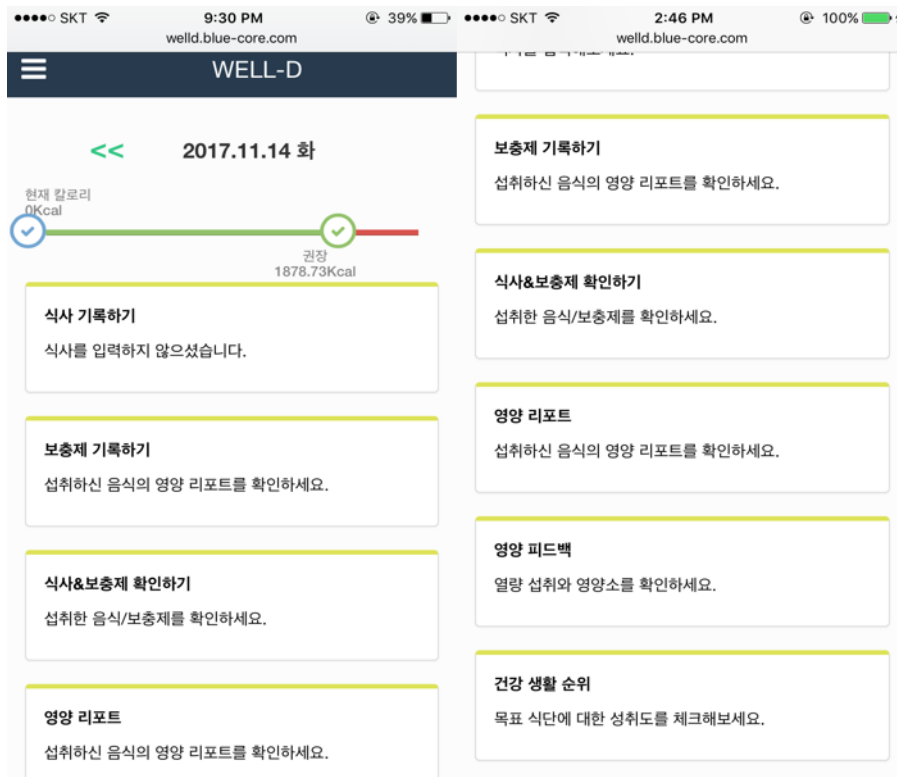 SKT 9:30 PM 39%
welld.blue-core.com
WELL-D
<< 2017.11.14 화
현재 칼로리
0Kcal
권장
1878.73Kcal
식사 기록하기
식사를 입력하지 않으셨습니다.
보충제 기록하기
섭취하신 음식의 영양 리포트를 확인하세요.
식사&보충제 확인하기
섭취한 음식/보충제를 확인하세요.
영양 리포트
섭취하신 음식의 영양 리포트를 확인하세요.
SKT 2:46 PM 100%
welld.blue-core.com
보충제 기록하기
섭취하신 음식의 영양 리포트를 확인하세요.
식사&보충제 확인하기
섭취한 음식/보충제를 확인하세요.
영양 리포트
섭취하신 음식의 영양 리포트를 확인하세요.
영양 피드백
열량 섭취와 영양소를 확인하세요.
건강 생활 순위
목표 식단에 대한 성취도를 체크해보세요.